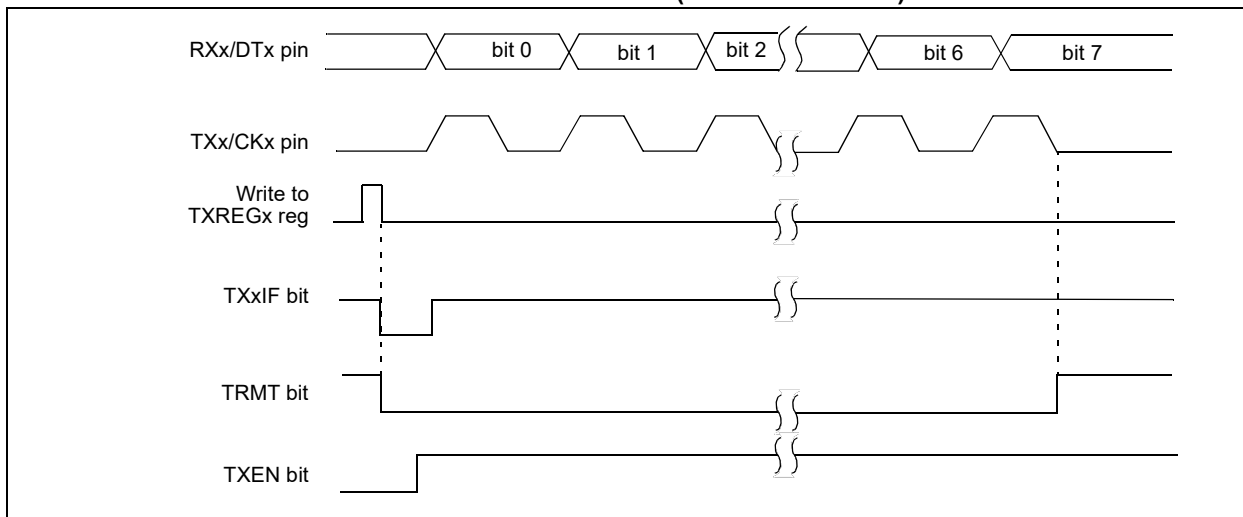 RXx/DTx pin
bit 0 bit 1 bit 2 bit 6 bit 7
TXx/CKx pin
Write to
TXREGx reg
TXxIF bit
TRMT bit
TXEN bit